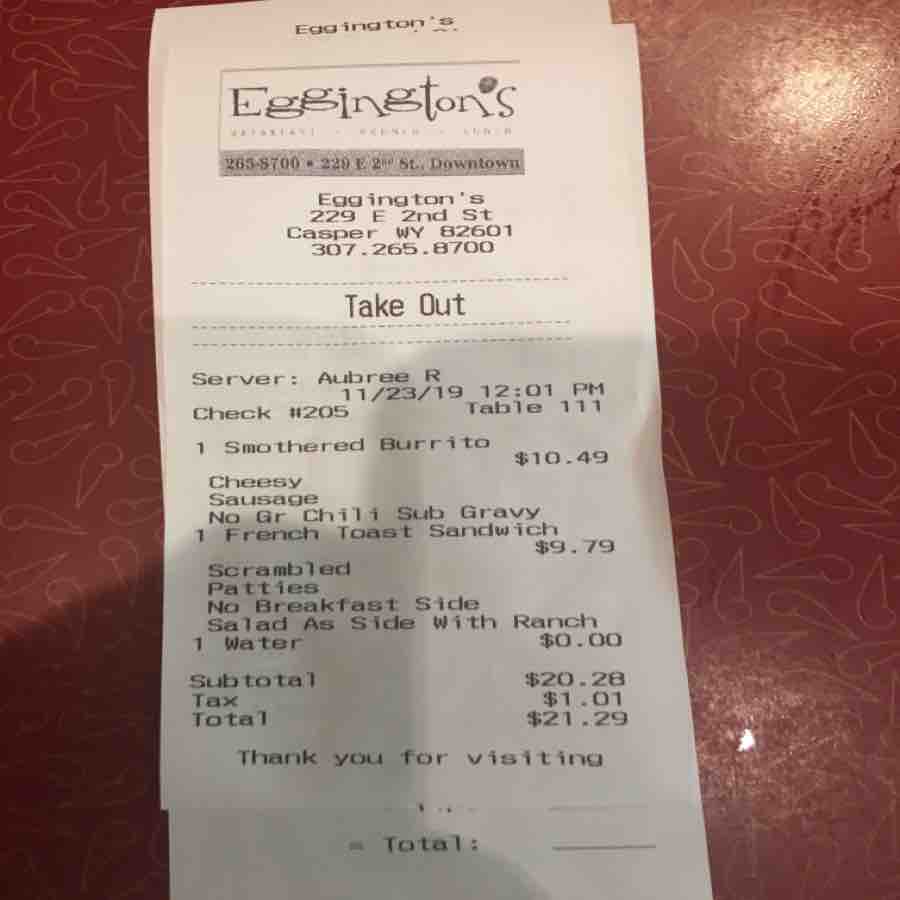 Eggington's
Eggington's
BREAKFAST • BRUNCH • LUNCH
265-8700 • 229 E 2nd St., Downtown
Eggington's
229 E 2nd St
Casper WY 82601
307.265.8700
Take Out
Server: Aubree R
11/23/19 12:01 PM
Check #205 Table 111
1 Smothered Burrito
$10.49
Cheesy
Sausage
No Gr Chili Sub Gravy
1 French Toast Sandwich
$9.79
Scrambled
Patties
No Breakfast Side
Salad As Side With Ranch
1 Water $0.00
Subtotal $20.28
Tax $1.01
Total $21.29
Thank you for visiting
= Total: